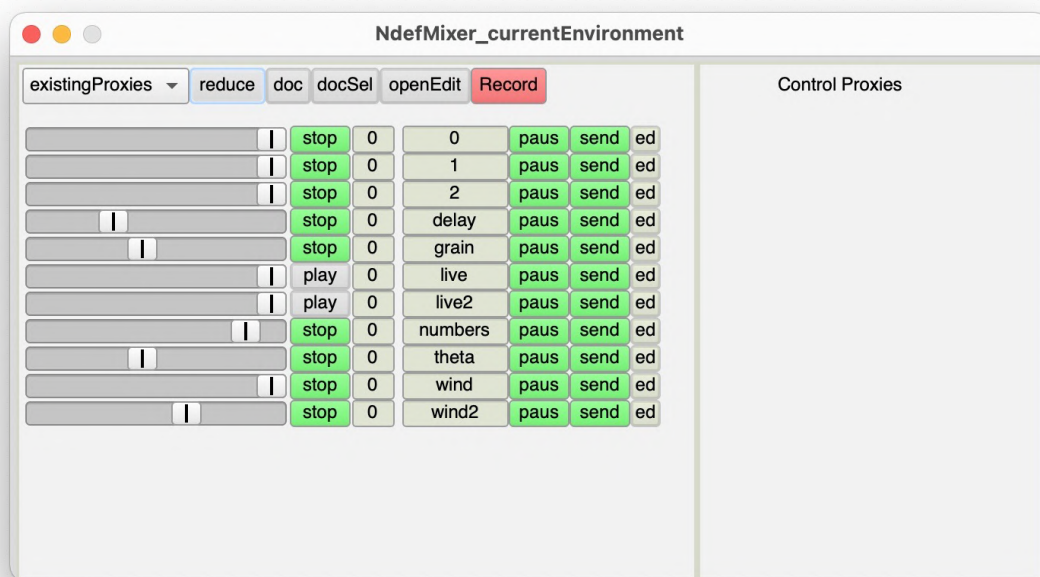 NdefMixer_currentEnvironment
existingProxies reduce doc docSel openEdit Record
Control Proxies
stop 0 0 paus send ed
stop 0 1 paus send ed
stop 0 2 paus send ed
stop 0 delay paus send ed
stop 0 grain paus send ed
play 0 live paus send ed
play 0 live2 paus send ed
stop 0 numbers paus send ed
stop 0 theta paus send ed
stop 0 wind paus send ed
stop 0 wind2 paus send ed